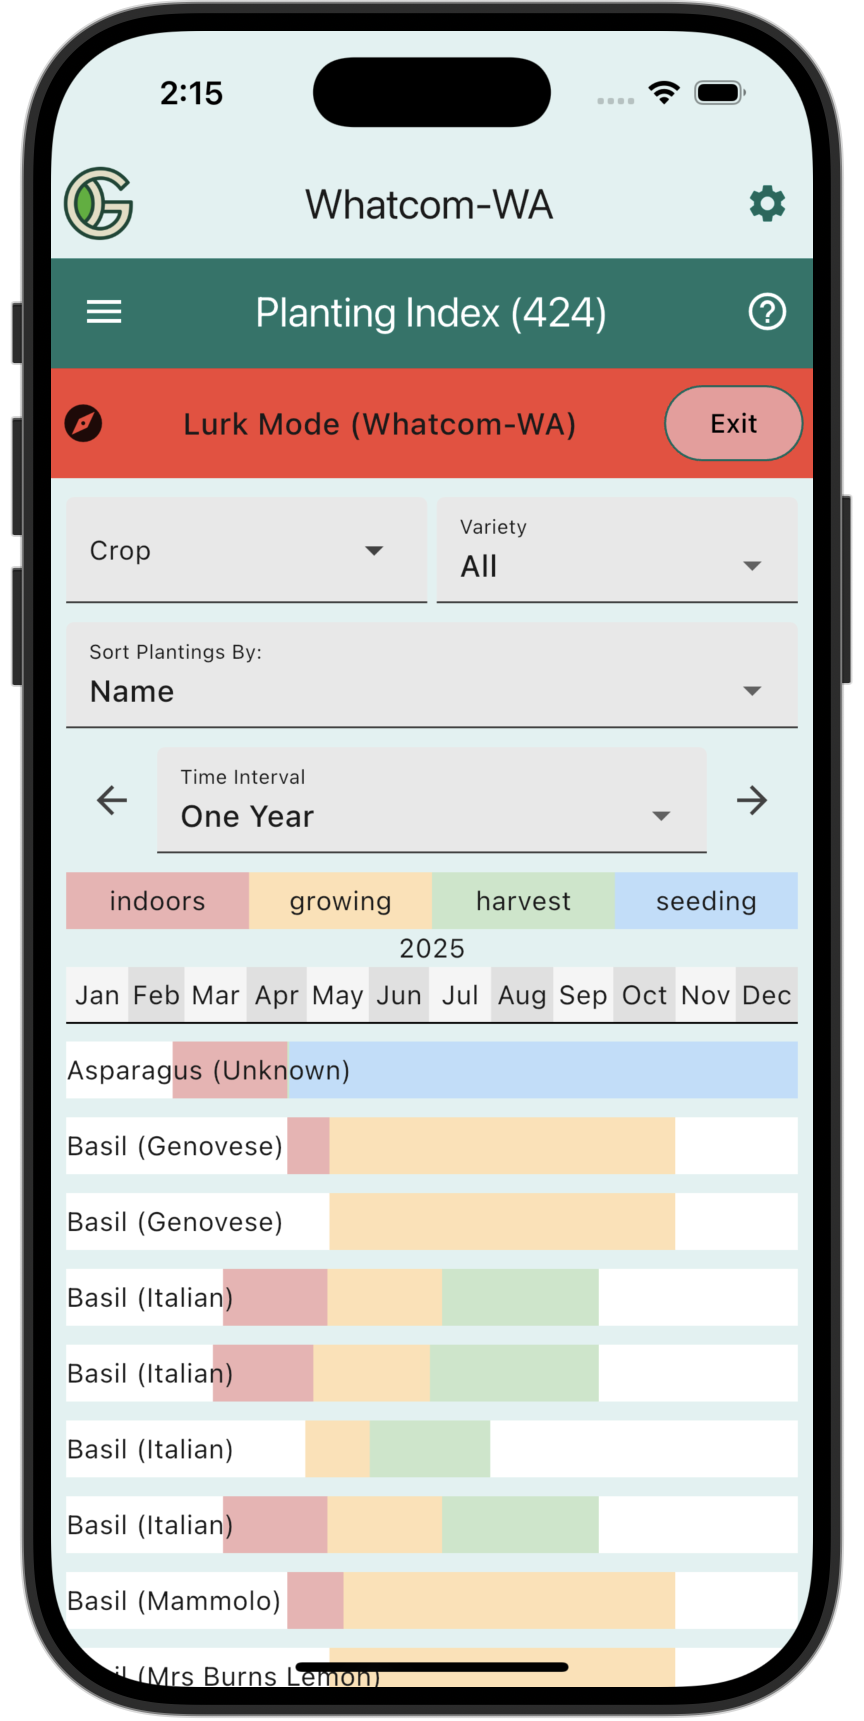 2:15
Whatcom-WA
Planting Index (424)
Lurk Mode (Whatcom-WA) Exit
Crop
Variety
All
Sort Plantings By:
Name
Time Interval
One Year
indoors growing harvest seeding
2025
Jan Feb Mar Apr May Jun Jul Aug Sep Oct Nov Dec
Asparagus (Unknown)
Basil (Genovese)
Basil (Genovese)
Basil (Italian)
Basil (Italian)
Basil (Italian)
Basil (Italian)
Basil (Mammolo)
(Mrs Burns Lemon)